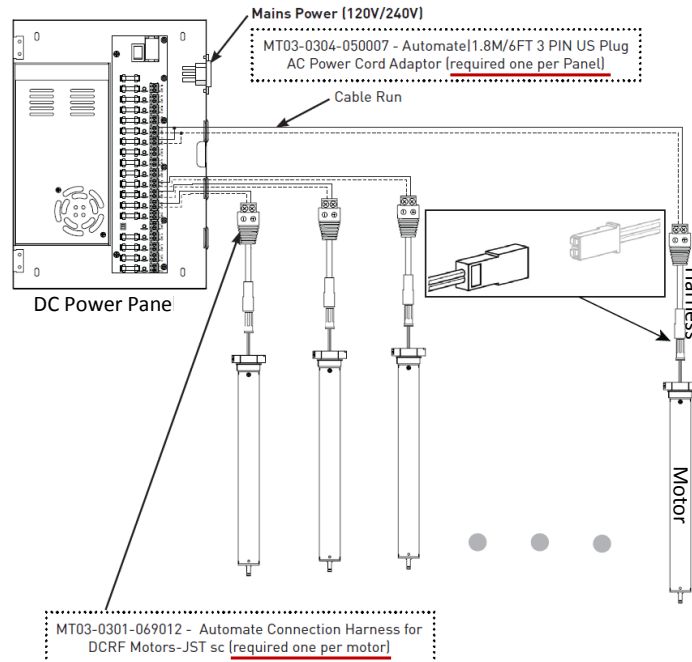 Mains Power (120V/240V)
MT03-0304-050007 - Automate|1.8M/6FT 3 PIN US Plug
AC Power Cord Adaptor (required one per Panel)
Cable Run
DC Power Pane
Harness
Motor
MT03-0301-069012 - Automate Connection Harness for
DCRF Motors-JST sc (required one per motor)